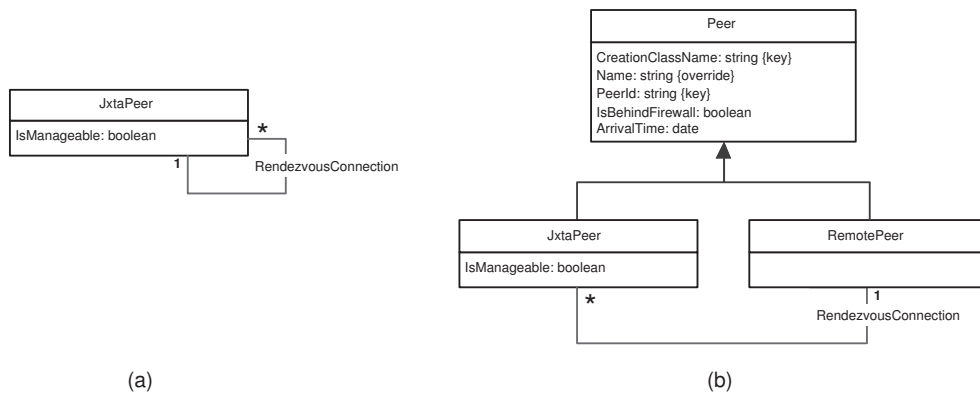 JxtaPeer
IsManageable: boolean
*
1
RendezvousConnection
(a)
Peer
CreationClassName: string {key}
Name: string {override}
PeerId: string {key}
IsBehindFirewall: boolean
ArrivalTime: date
JxtaPeer
IsManageable: boolean
*
RemotePeer
1
RendezvousConnection
(b)